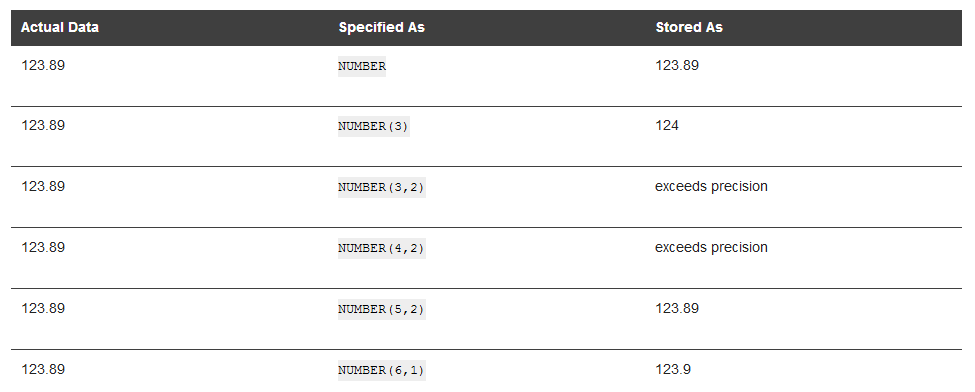 Actual Data Specified As Stored As
123.89 NUMBER 123.89
123.89 NUMBER(3) 124
123.89 NUMBER(3,2) exceeds precision
123.89 NUMBER(4,2) exceeds precision
123.89 NUMBER(5,2) 123.89
123.89 NUMBER(6,1) 123.9